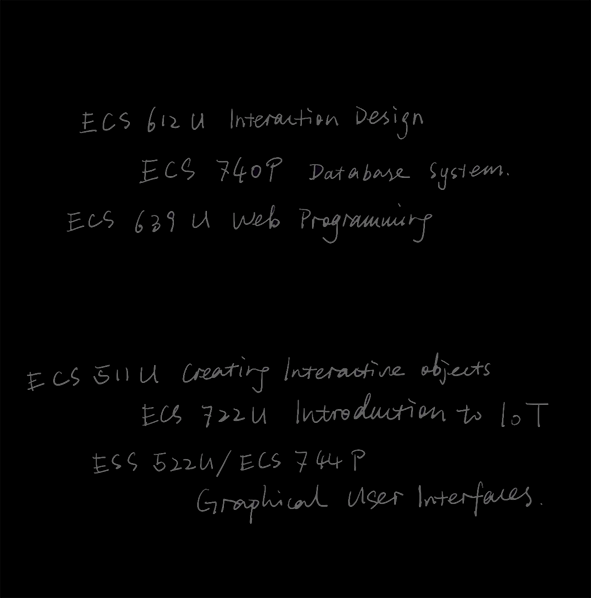 ECS 612 U Interaction Design
ECS 740P Database System.
ECS 639 U Web Programming
ECS 511 U Creating Interactive objects
ECS 722 U Introduction to IoT
ESS 522U/ECS 744P
Graphical User Interfaces.